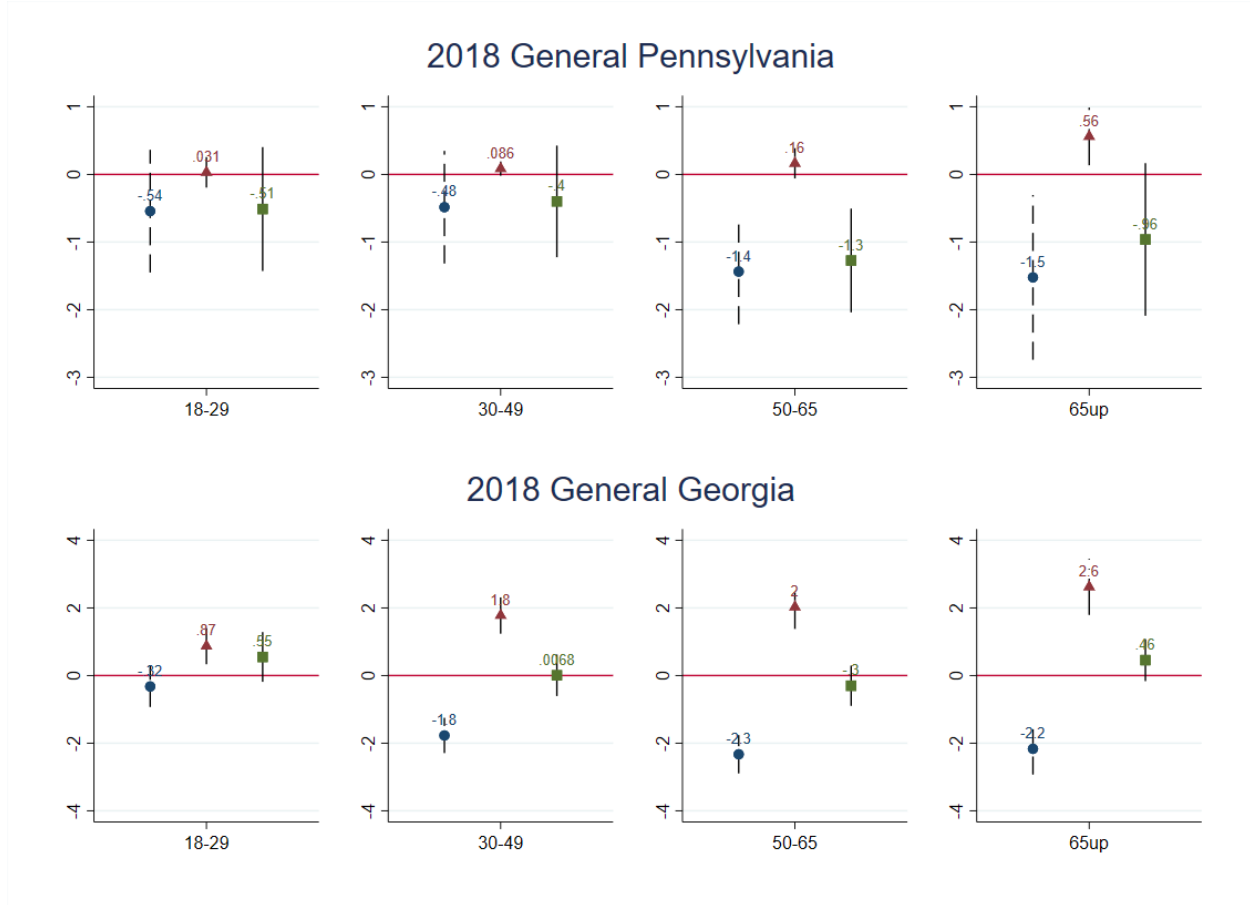 2018 General Pennsylvania
1 1 1 1
.031 .086 .16 .56
0 0 0 0
-.54 -.51 -.48 -.4 -1.4 -1.3 -1.5 -.96
-1 -1 -1 -1
-2 -2 -2 -2
-3 -3 -3 -3
18-29 30-49 50-65 65up
2018 General Georgia
4 4 4 4
.87 1.8 2 2.6
2 2 2 2
-.32 .55 -1.8 .0068 -2.3 -.3 -2.2 .46
0 0 0 0
-2 -2 -2 -2
-4 -4 -4 -4
18-29 30-49 50-65 65up